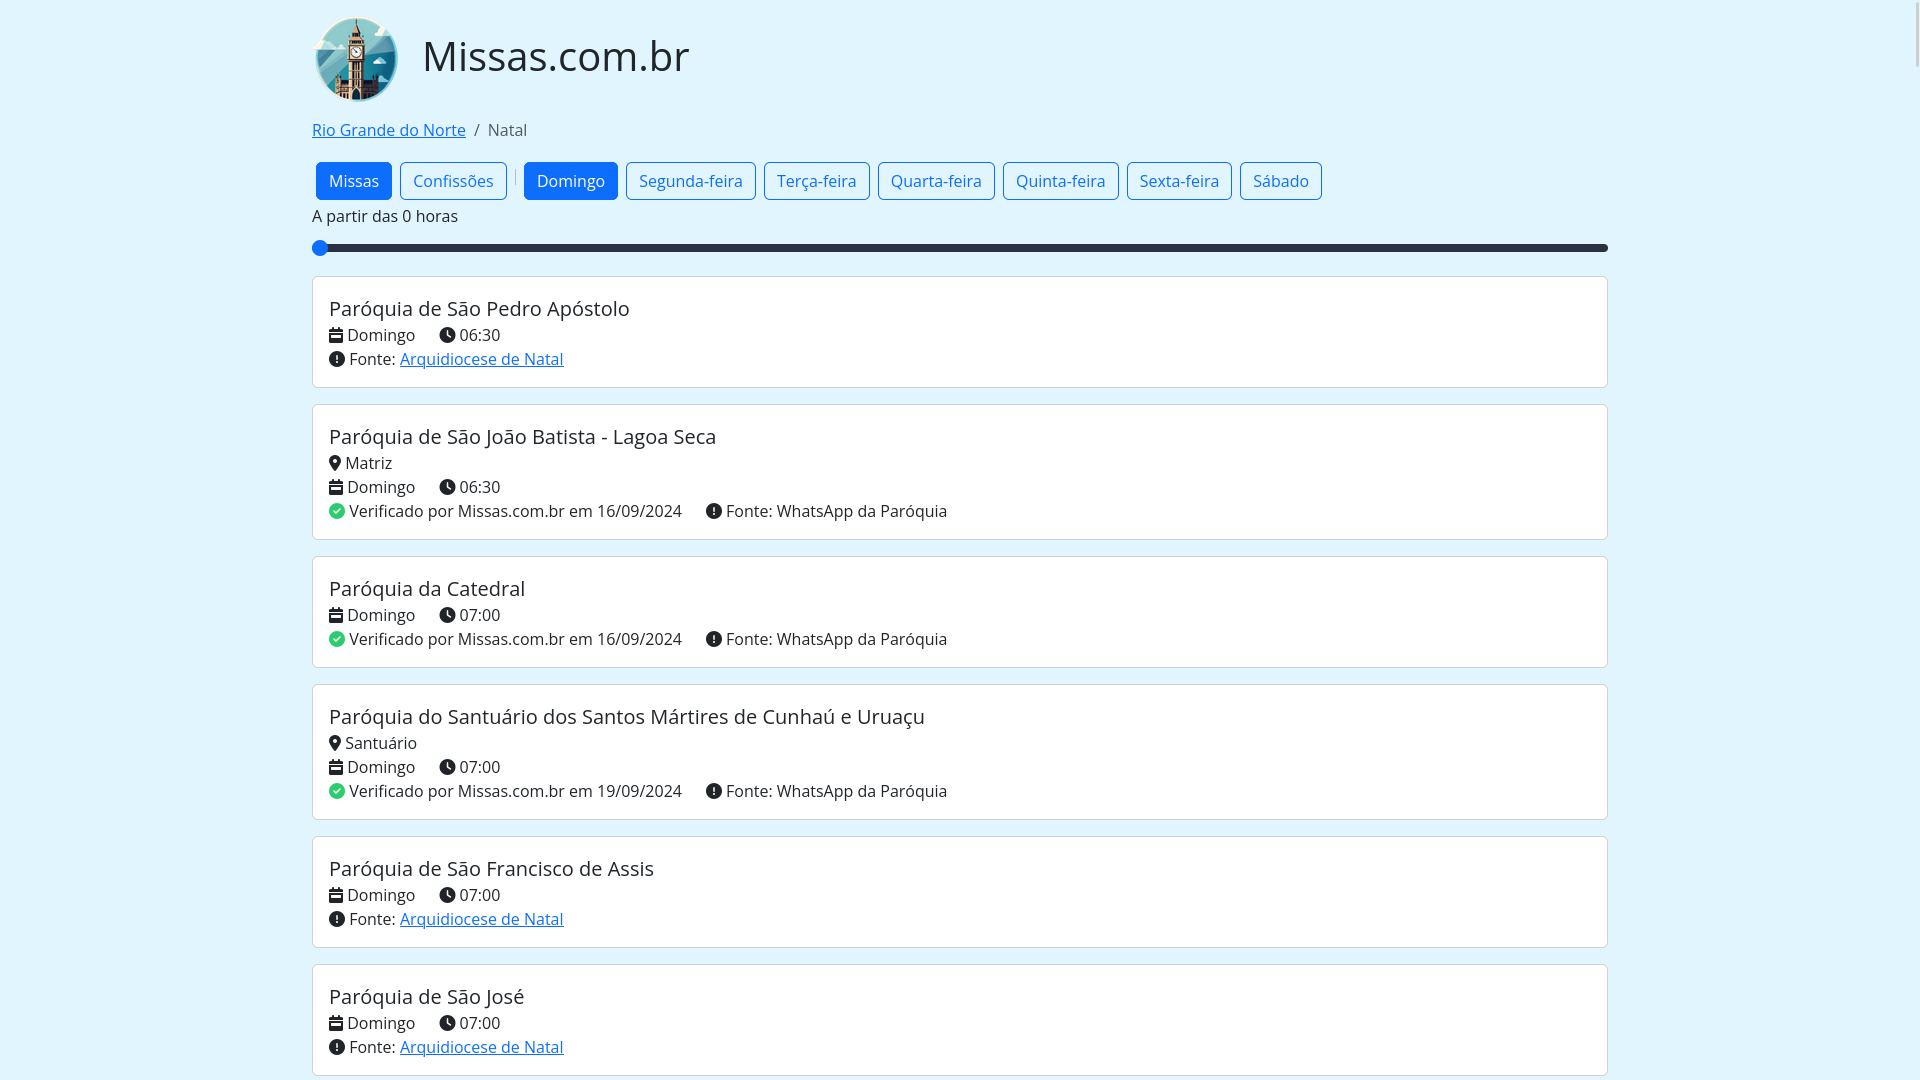 Missas.com.br
Rio Grande do Norte / Natal
Missas Confissões Domingo Segunda-feira Terça-feira Quarta-feira Quinta-feira Sexta-feira Sábado
A partir das 0 horas
Paróquia de São Pedro Apóstolo
Domingo 06:30
Fonte: Arquidiocese de Natal
Paróquia de São João Batista - Lagoa Seca
Matriz
Domingo 06:30
Verificado por Missas.com.br em 16/09/2024 Fonte: WhatsApp da Paróquia
Paróquia da Catedral
Domingo 07:00
Verificado por Missas.com.br em 16/09/2024 Fonte: WhatsApp da Paróquia
Paróquia do Santuário dos Santos Mártires de Cunhaú e Uruaçu
Santuário
Domingo 07:00
Verificado por Missas.com.br em 19/09/2024 Fonte: WhatsApp da Paróquia
Paróquia de São Francisco de Assis
Domingo 07:00
Fonte: Arquidiocese de Natal
Paróquia de São José
Domingo 07:00
Fonte: Arquidiocese de Natal